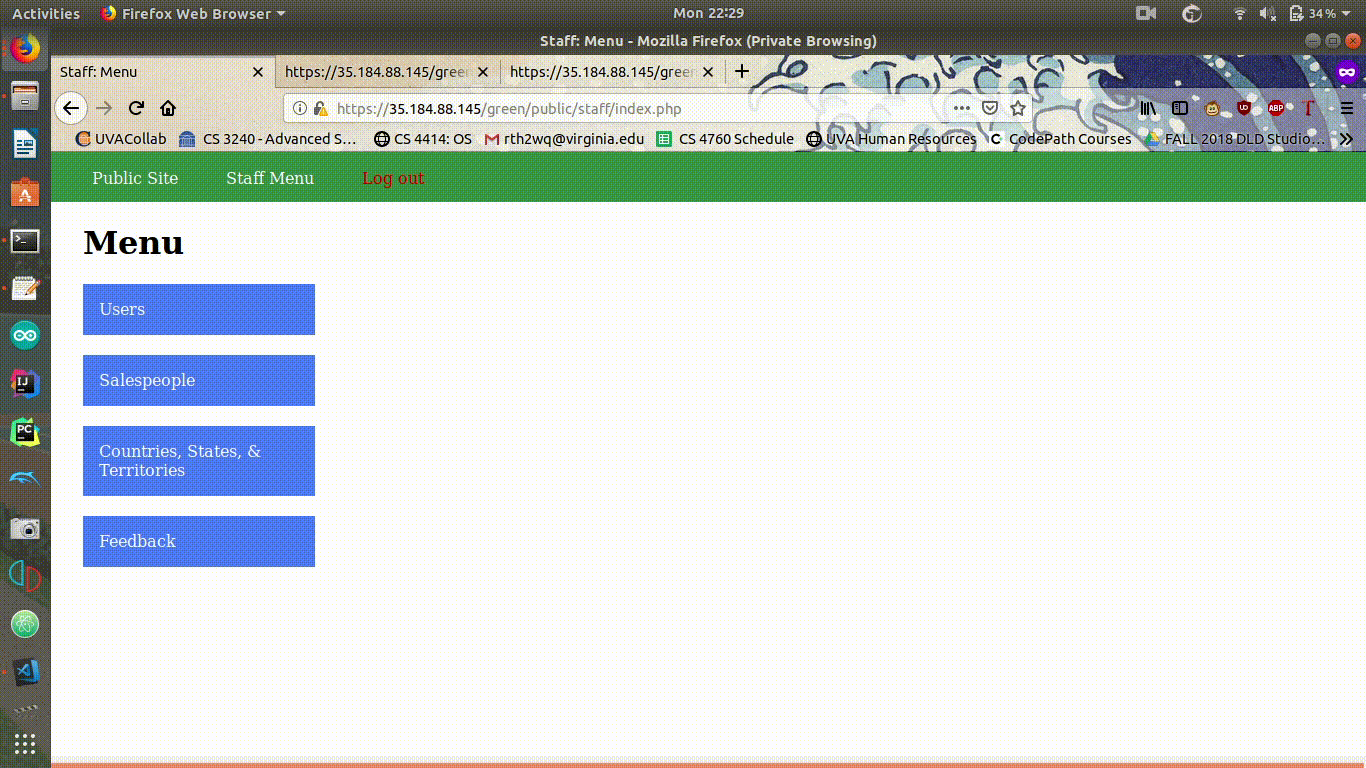 Activities Firefox Web Browser Mon 22:29 34%
Staff: Menu - Mozilla Firefox (Private Browsing)
Staff: Menu https://35.184.88.145/gree https://35.184.88.145/gree
https://35.184.88.145/green/public/staff/index.php
UVACollab CS 3240 - Advanced S… CS 4414: OS rth2wq@virginia.edu CS 4760 Schedule UVA Human Resources CodePath Courses FALL 2018 DLD Studio…
Public Site Staff Menu Log out
Menu
Users
Salespeople
Countries, States, &
Territories
Feedback